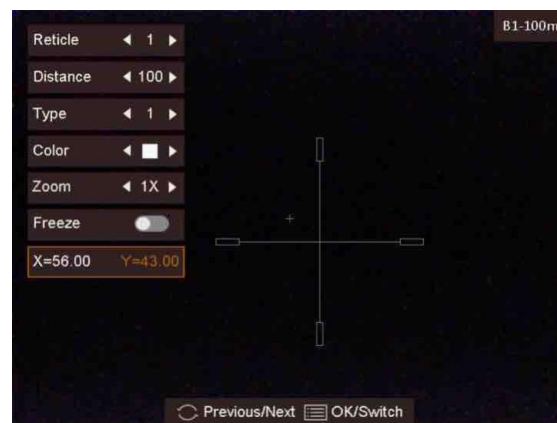 B1-100m
Reticle 1
Distance 100
Type 1
Color
Zoom 1X
Freeze
X=56.00 Y=43.00
Previous/Next OK/Switch